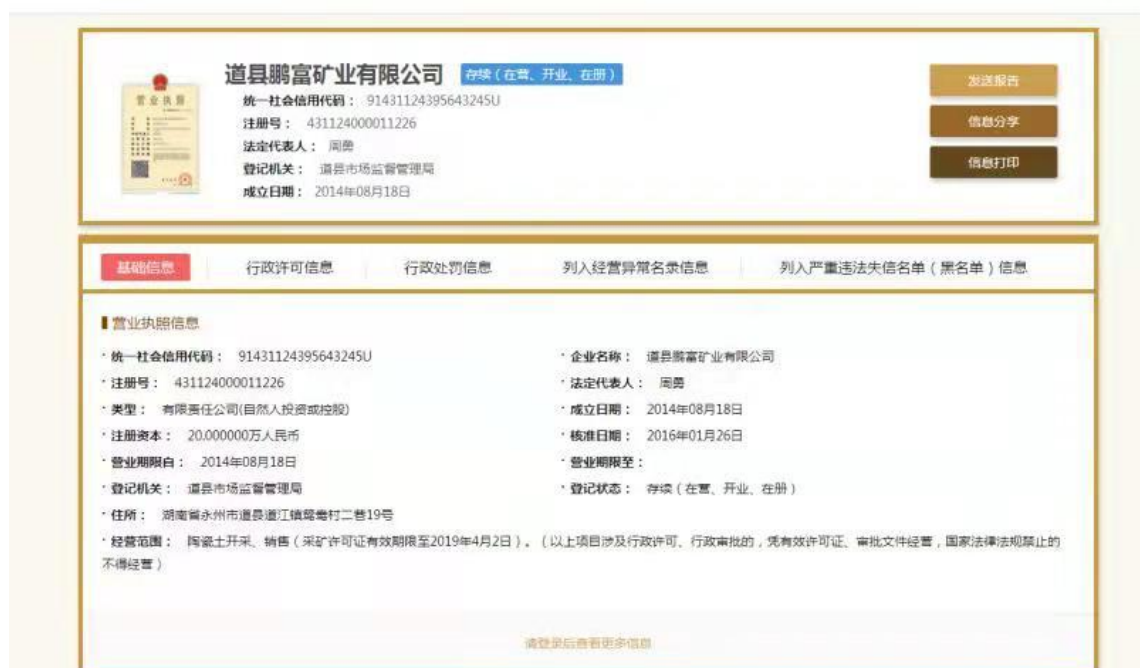 道县鹏富矿业有限公司 存续（在营、开业、在册）
营业执照
统一社会信用代码： 91431124395643245U
注册号： 431124000011226
法定代表人： 周勇
登记机关： 道县市场监督管理局
成立日期： 2014年08月18日
发送报告
信息分享
信息打印
基础信息 行政许可信息 行政处罚信息 列入经营异常名录信息 列入严重违法失信名单（黑名单）信息
营业执照信息
· 统一社会信用代码： 91431124395643245U · 企业名称： 道县鹏富矿业有限公司
· 注册号： 431124000011226 · 法定代表人： 周勇
· 类型： 有限责任公司(自然人投资或控股) · 成立日期： 2014年08月18日
· 注册资本： 20.000000万人民币 · 核准日期： 2016年01月26日
· 营业期限自： 2014年08月18日 · 营业期限至：
· 登记机关： 道县市场监督管理局 · 登记状态： 存续（在营、开业、在册）
· 住所： 湖南省永州市道县道江镇鸳鸯村二巷19号
· 经营范围： 陶瓷土开采、销售（采矿许可证有效期限至2019年4月2日）。（以上项目涉及行政许可、行政审批的，凭有效许可证、审批文件经营，国家法律法规禁止的
不得经营）
请登录后查看更多信息